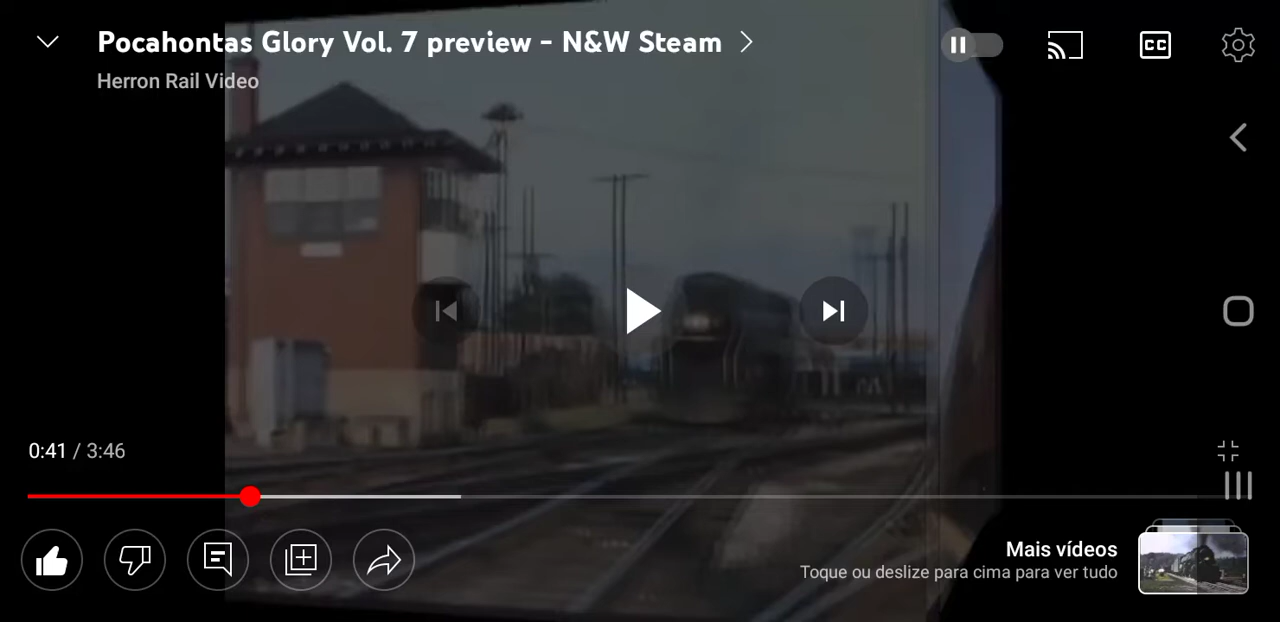 Pocahontas Glory Vol. 7 preview - N&W Steam
Herron Rail Video
CC
0:41 / 3:46
Mais vídeos
Toque ou deslize para cima para ver tudo